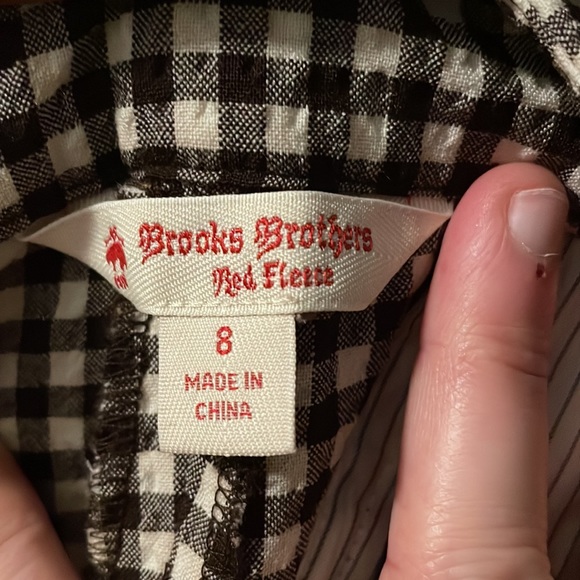 Brooks Brothers
Red Fleece
8
MADE IN
CHINA